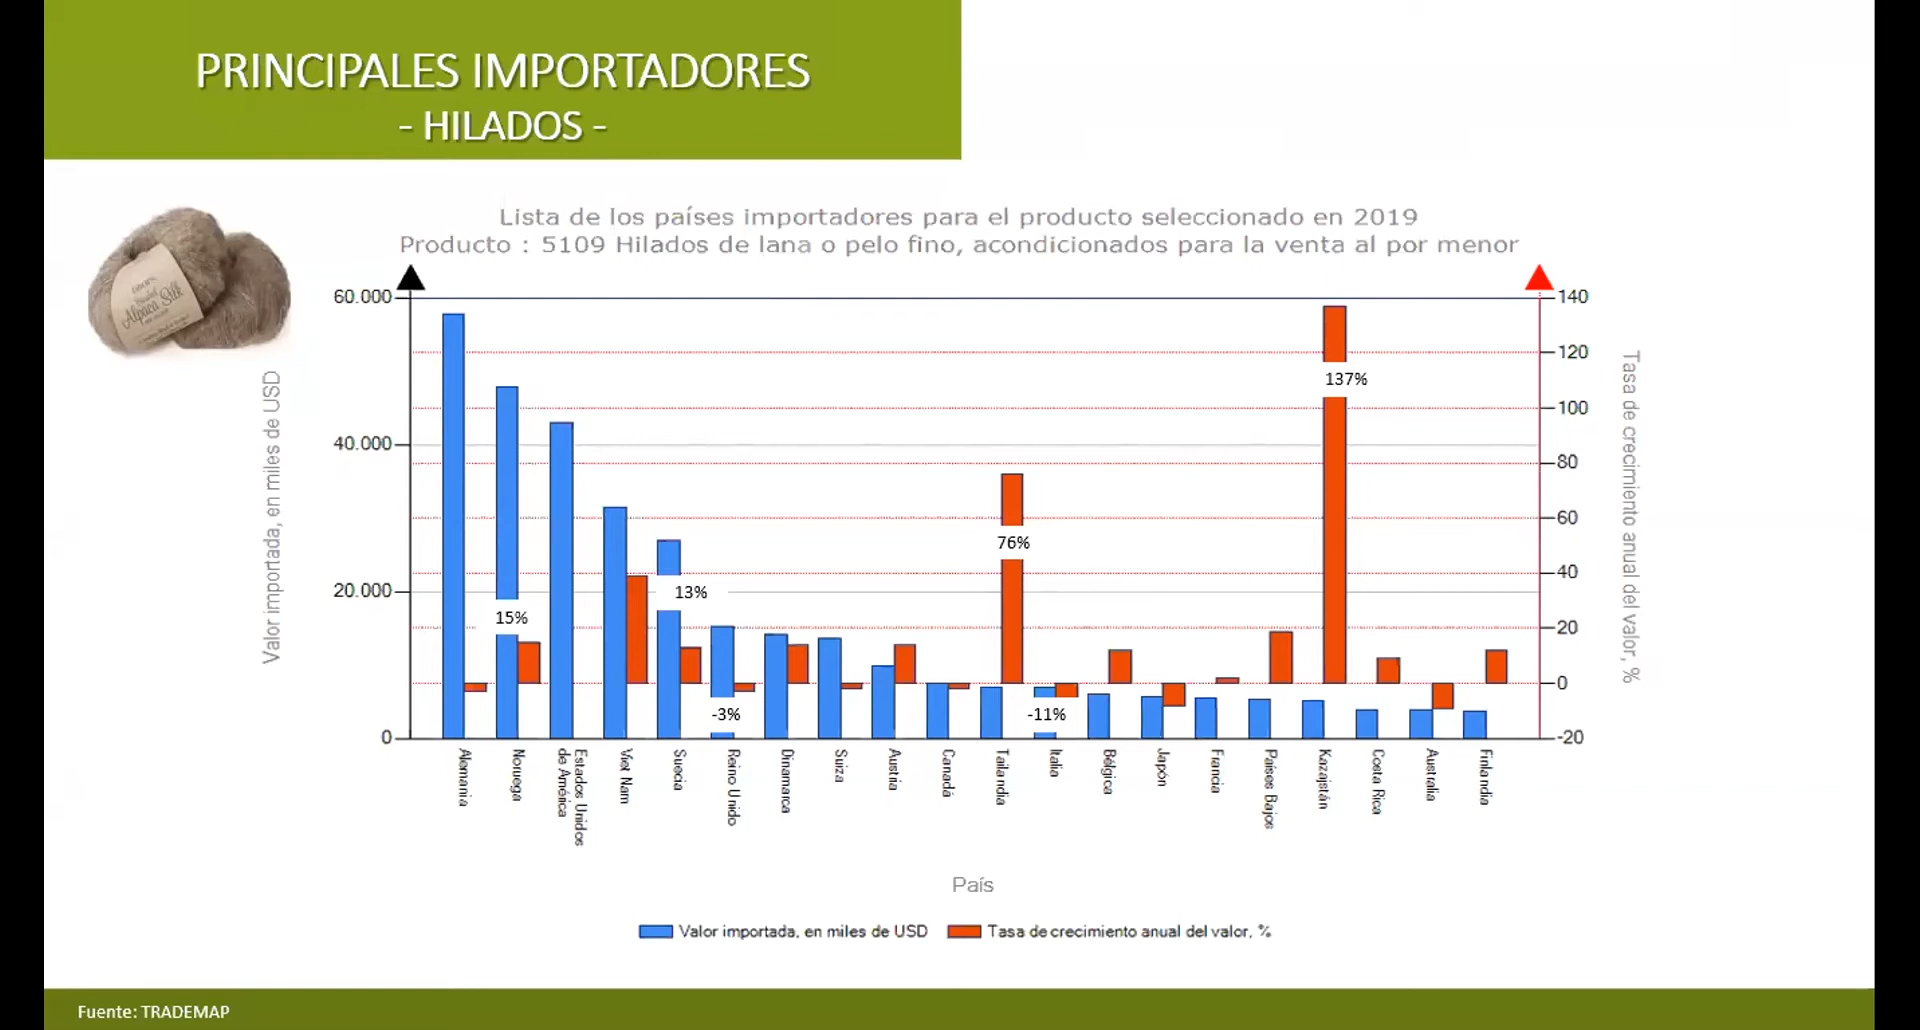 PRINCIPALES IMPORTADORES
- HILADOS -
Lista de los países importadores para el producto seleccionado en 2019
Producto : 5109 Hilados de lana o pelo fino, acondicionados para la venta al por menor
Alpaca Silk
60.000
40.000
20.000
0
Valor importada, en miles de USD
140
120
100
80
60
40
20
0
-20
Tasa de crecimiento anual del valor, %
15%
13%
-3%
76%
-11%
137%
Alemania
Noruega
Estados Unidos
de América
Viet Nam
Suecia
Reino Unido
Dinamarca
Suiza
Austria
Canadá
Tailandia
Italia
Bélgica
Japón
Francia
Países Bajos
Kazajstán
Costa Rica
Australia
Finlandia
País
Valor importada, en miles de USD
Tasa de crecimiento anual del valor, %
Fuente: TRADEMAP